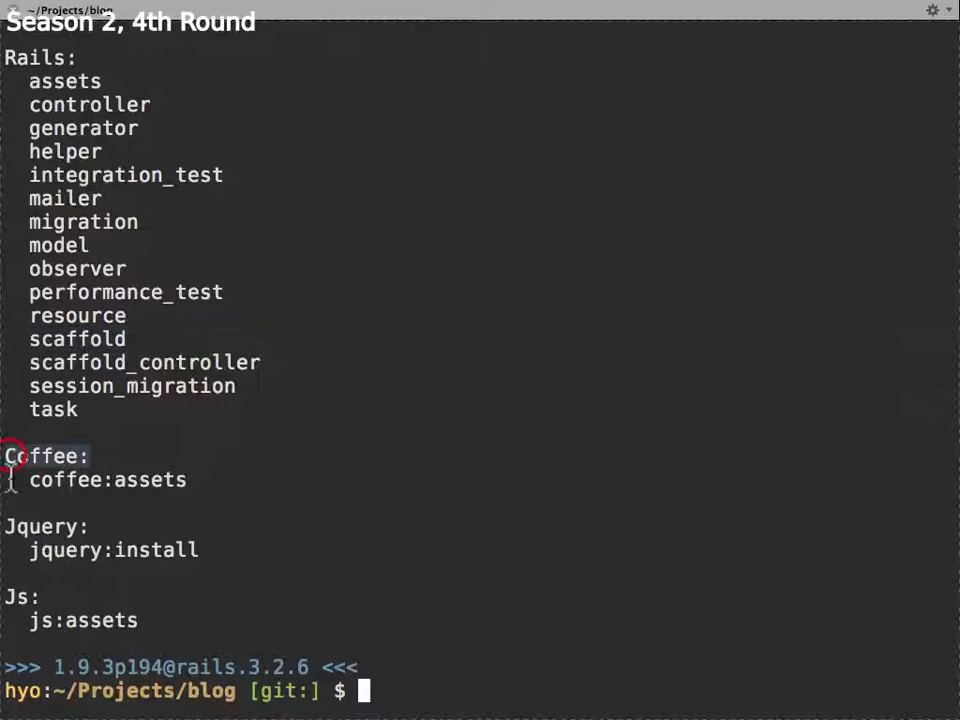 ~/Projects/blog
Season 2, 4th Round
Rails:
assets
controller
generator
helper
integration_test
mailer
migration
model
observer
performance_test
resource
scaffold
scaffold_controller
session_migration
task
Coffee:
coffee:assets
Jquery:
jquery:install
Js:
js:assets
>>> 1.9.3p194@rails.3.2.6 <<<
hyo:~/Projects/blog [git:] $